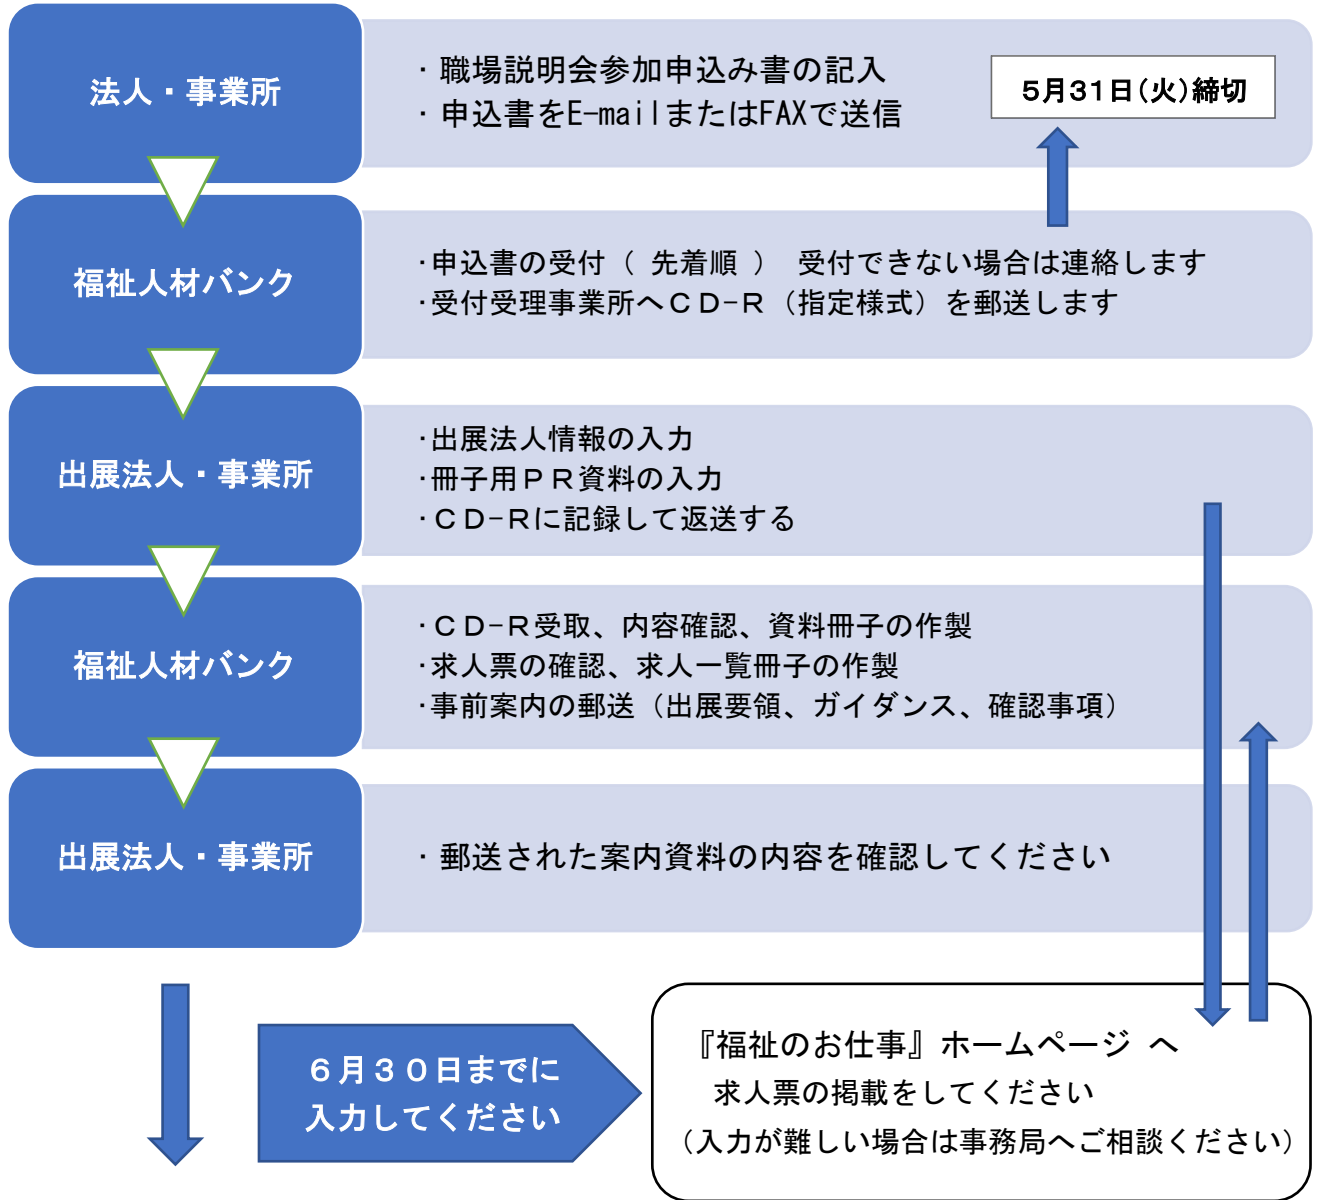 法人・事業所
・職場説明会参加申込み書の記入
・申込書をE-mailまたはFAXで送信
5月31日(火)締切
福祉人材バンク
・申込書の受付（ 先着順 ） 受付できない場合は連絡します
・受付受理事業所へＣＤ−Ｒ（指定様式）を郵送します
出展法人・事業所
・出展法人情報の入力
・冊子用ＰＲ資料の入力
・ＣＤ−Ｒに記録して返送する
福祉人材バンク
・ＣＤ−Ｒ受取、内容確認、資料冊子の作製
・求人票の確認、求人一覧冊子の作製
・事前案内の郵送（出展要領、ガイダンス、確認事項）
出展法人・事業所
・郵送された案内資料の内容を確認してください
６月３０日までに
入力してください
『福祉のお仕事』ホームページ へ
求人票の掲載をしてください
（入力が難しい場合は事務局へご相談ください）